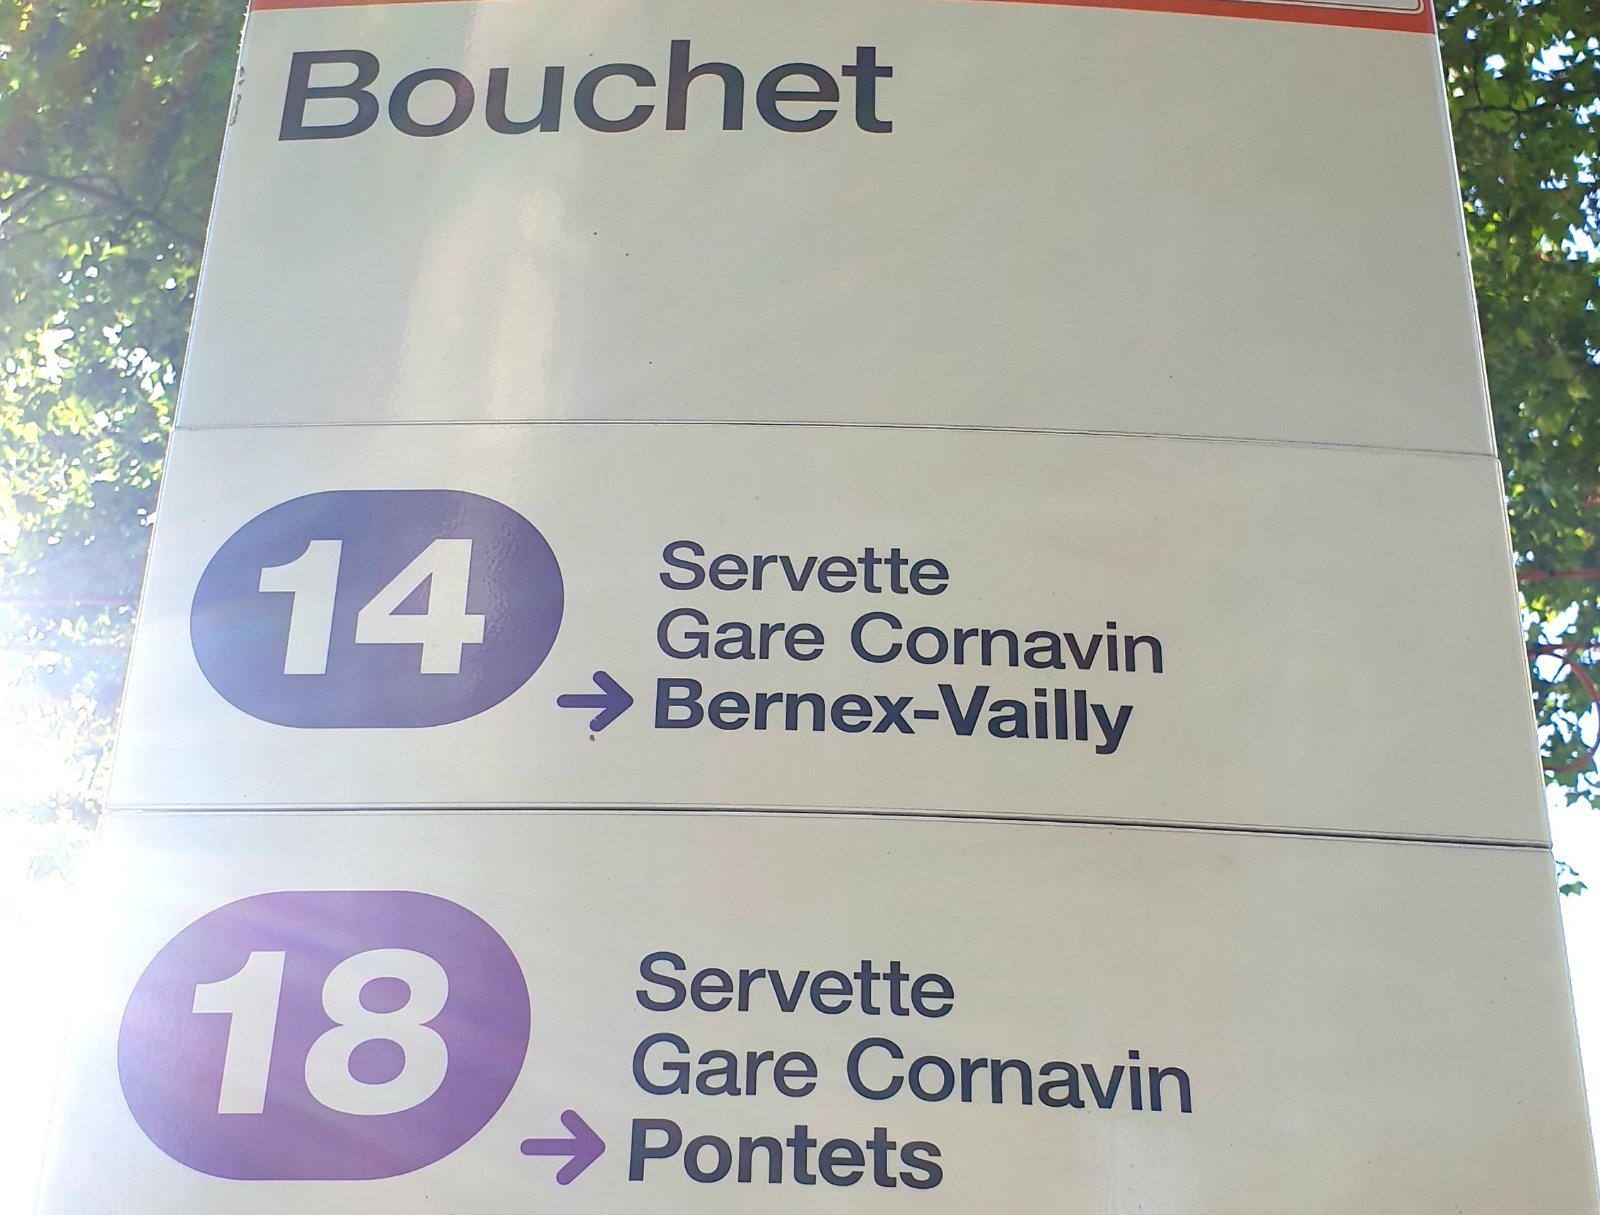 Bouchet
14
Servette
Gare Cornavin
→ Bernex-Vailly
18
Servette
Gare Cornavin
→ Pontets